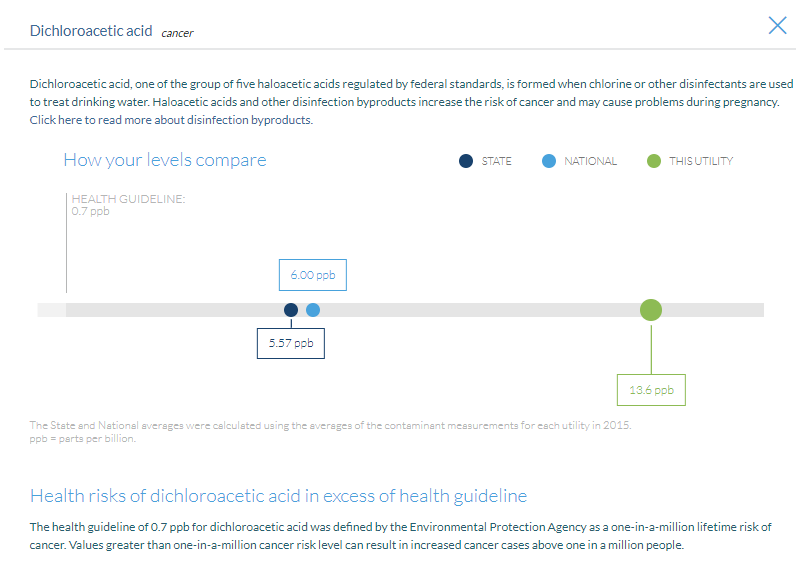 Dichloroacetic acid cancer
Dichloroacetic acid, one of the group of five haloacetic acids regulated by federal standards, is formed when chlorine or other disinfectants are used
to treat drinking water. Haloacetic acids and other disinfection byproducts increase the risk of cancer and may cause problems during pregnancy.
Click here to read more about disinfection byproducts.
How your levels compare
STATE NATIONAL THIS UTILITY
HEALTH GUIDELINE:
0.7 ppb
6.00 ppb
5.57 ppb
13.6 ppb
The State and National averages were calculated using the averages of the contaminant measurements for each utility in 2015.
ppb = parts per billion.
Health risks of dichloroacetic acid in excess of health guideline
The health guideline of 0.7 ppb for dichloroacetic acid was defined by the Environmental Protection Agency as a one-in-a-million lifetime risk of
cancer. Values greater than one-in-a-million cancer risk level can result in increased cancer cases above one in a million people.